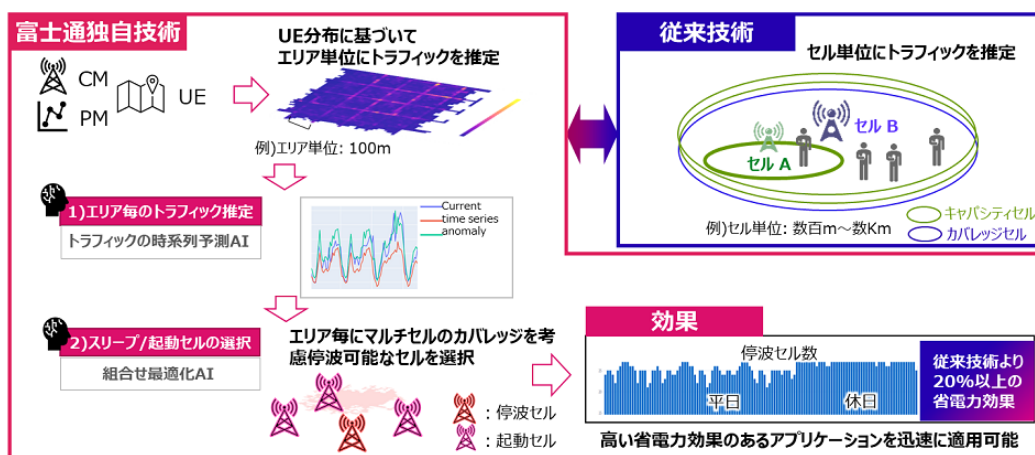 富士通独自技術
CM
PM
UE
UE分布に基づいて
エリア単位にトラフィックを推定
例)エリア単位: 100m
1)エリア毎のトラフィック推定
トラフィックの時系列予測AI
Current
time series
anomaly
2)スリープ/起動セルの選択
組合せ最適化AI
エリア毎にマルチセルのカバレッジを考
慮停波可能なセルを選択
: 停波セル
: 起動セル
従来技術
セル単位にトラフィックを推定
セル B
セル A
例)セル単位: 数百m～数Km
キャパシティセル
カバレッジセル
効果
停波セル数
平日
休日
従来技術より
20%以上の
省電力効果
高い省電力効果のあるアプリケーションを迅速に適用可能